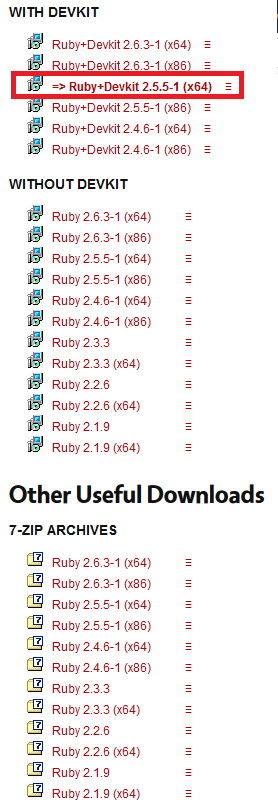 WITH DEVKIT
Ruby+Devkit 2.6.3-1 (x64) ≡
Ruby+Devkit 2.6.3-1 (x86) ≡
=> Ruby+Devkit 2.5.5-1 (x64) ≡
Ruby+Devkit 2.5.5-1 (x86) ≡
Ruby+Devkit 2.4.6-1 (x64) ≡
Ruby+Devkit 2.4.6-1 (x86) ≡
WITHOUT DEVKIT
Ruby 2.6.3-1 (x64) ≡
Ruby 2.6.3-1 (x86) ≡
Ruby 2.5.5-1 (x64) ≡
Ruby 2.5.5-1 (x86) ≡
Ruby 2.4.6-1 (x64) ≡
Ruby 2.4.6-1 (x86) ≡
Ruby 2.3.3 ≡
Ruby 2.3.3 (x64) ≡
Ruby 2.2.6 ≡
Ruby 2.2.6 (x64) ≡
Ruby 2.1.9 ≡
Ruby 2.1.9 (x64) ≡
Other Useful Downloads
7-ZIP ARCHIVES
Ruby 2.6.3-1 (x64) ≡
Ruby 2.6.3-1 (x86) ≡
Ruby 2.5.5-1 (x64) ≡
Ruby 2.5.5-1 (x86) ≡
Ruby 2.4.6-1 (x64) ≡
Ruby 2.4.6-1 (x86) ≡
Ruby 2.3.3 ≡
Ruby 2.3.3 (x64) ≡
Ruby 2.2.6 ≡
Ruby 2.2.6 (x64) ≡
Ruby 2.1.9 ≡
Ruby 2.1.9 (x64) ≡